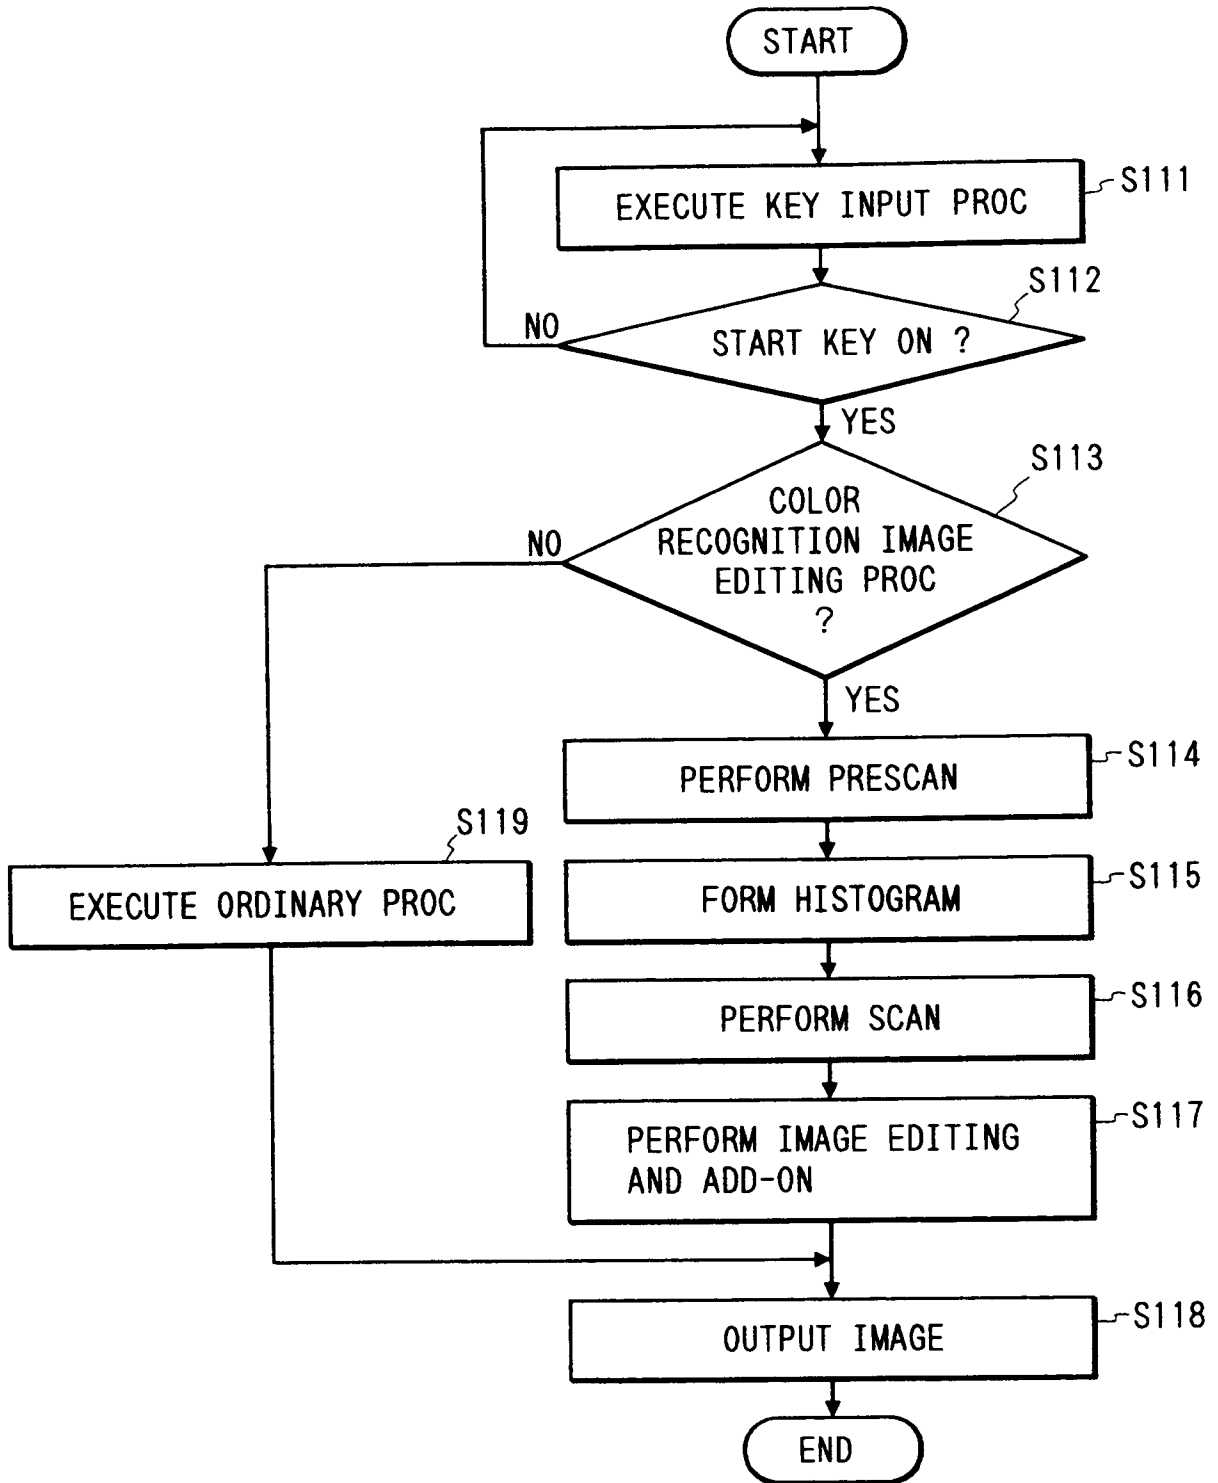 START
EXECUTE KEY INPUT PROC
S111
S112
START KEY ON ?
NO
YES
S113
COLOR
RECOGNITION IMAGE
EDITING PROC
?
NO
YES
PERFORM PRESCAN
S114
S119
EXECUTE ORDINARY PROC
FORM HISTOGRAM
S115
PERFORM SCAN
S116
PERFORM IMAGE EDITING
AND ADD-ON
S117
OUTPUT IMAGE
S118
END